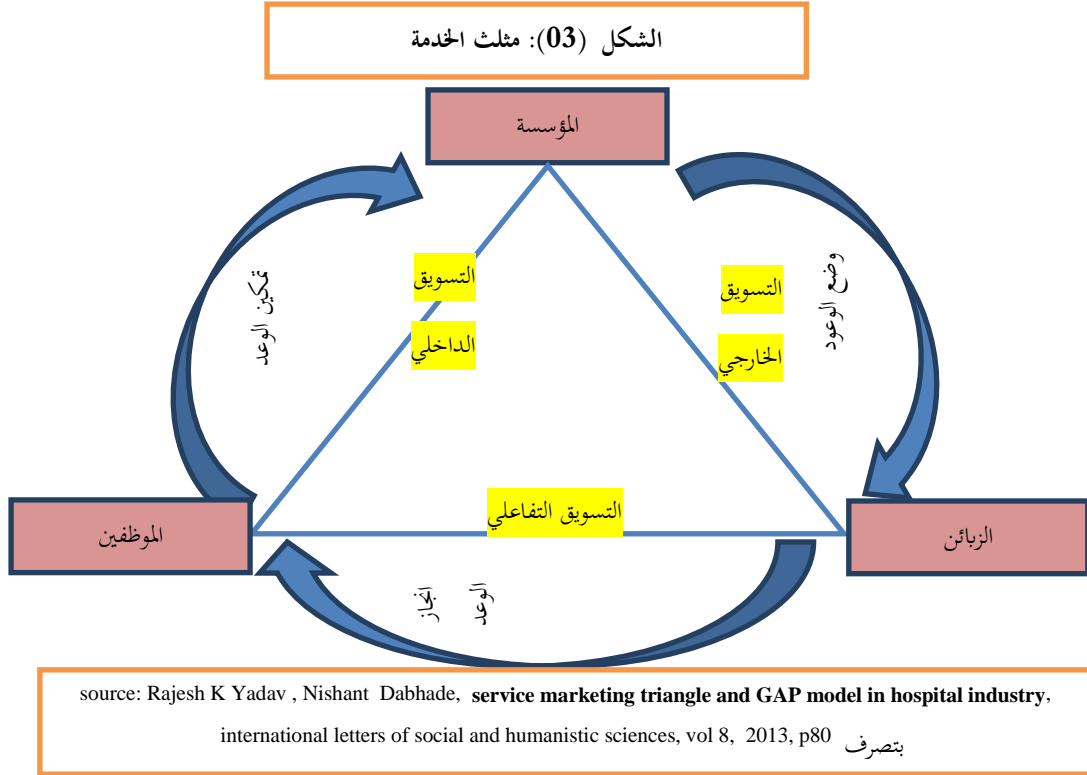 الشكل (03): مثلث الخدمة
المؤسسة
وضع الوعود
تمكين الوعد
التسويق
الخارجي
التسويق
الداخلي
التسويق التفاعلي
الزبائن
الموظفين
انجاز
الوعد
source: Rajesh K Yadav , Nishant Dabhade, service marketing triangle and GAP model in hospital industry,
international letters of social and humanistic sciences, vol 8, 2013, p80 بتصرف